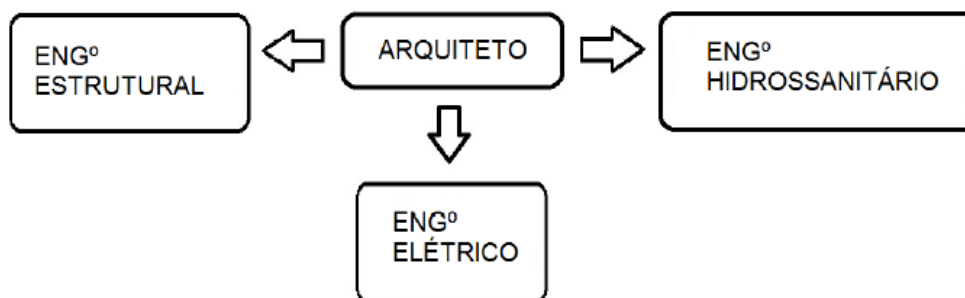 ENGº
ESTRUTURAL
ARQUITETO
ENGº
HIDROSSANITÁRIO
ENGº
ELÉTRICO